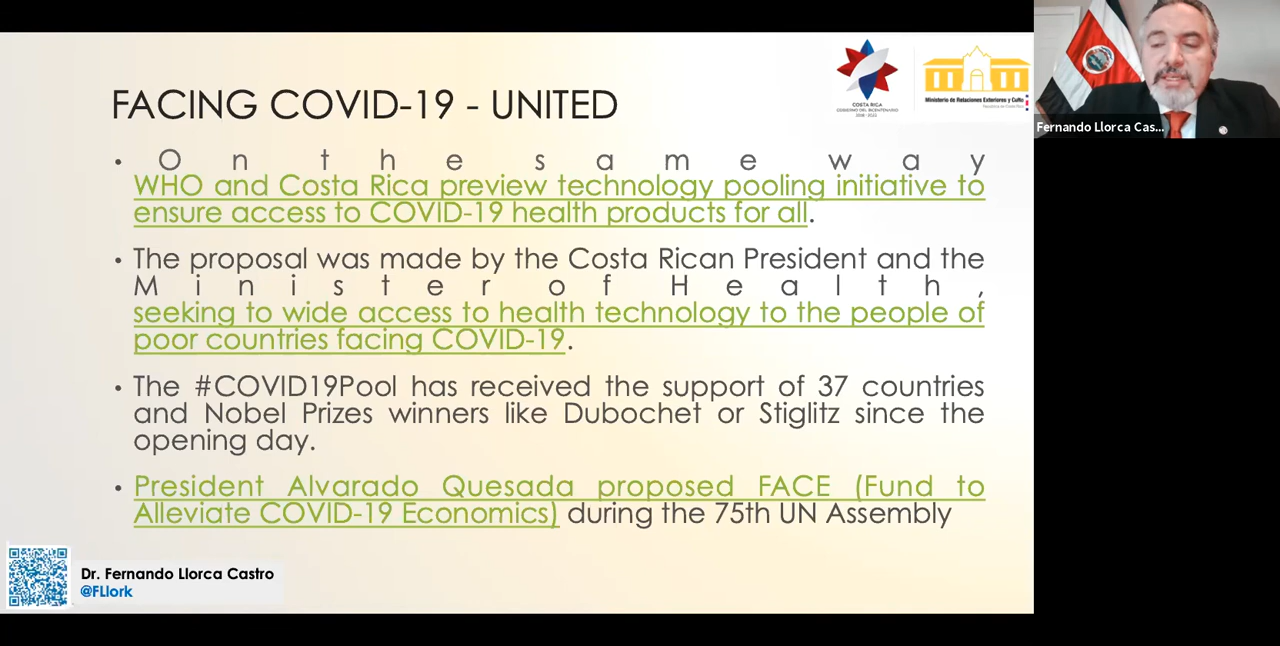 FACING COVID-19 - UNITED
COSTA RICA
GOBIERNO DEL BICENTENARIO
2018 - 2022
Ministerio de Relaciones Exteriores y Culto
Fernando Llorca Cas...
• On the same way
WHO and Costa Rica preview technology pooling initiative to
ensure access to COVID-19 health products for all.
• The proposal was made by the Costa Rican President and the
Minister of Health,
seeking to wide access to health technology to the people of
poor countries facing COVID-19.
• The #COVID19Pool has received the support of 37 countries
and Nobel Prizes winners like Dubochet or Stiglitz since the
opening day.
• President Alvarado Quesada proposed FACE (Fund to
Alleviate COVID-19 Economics) during the 75th UN Assembly
Dr. Fernando Llorca Castro
@FLlork